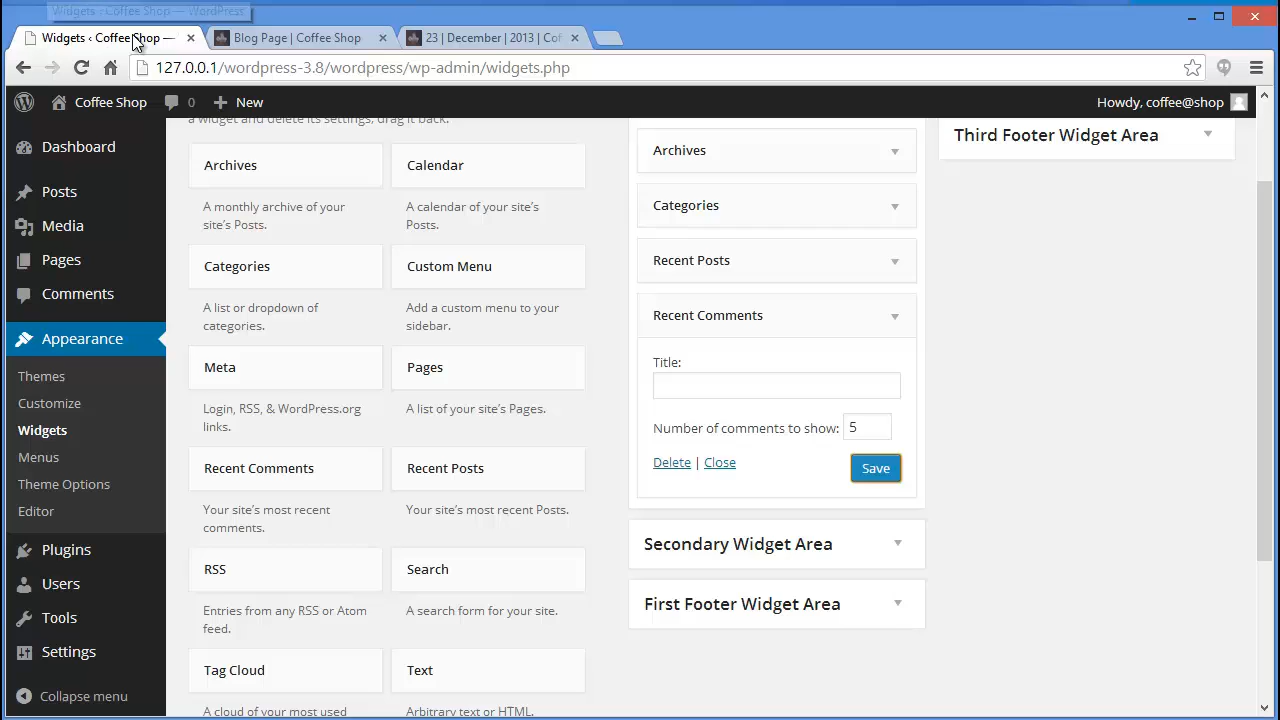 Widgets ‹ Coffee Shop — WordPress
Widgets ‹ Coffee Shop —
Blog Page | Coffee Shop
23 | December | 2013 | Cof
127.0.0.1/wordpress-3.8/wordpress/wp-admin/widgets.php
Coffee Shop
0
New
Howdy, coffee@shop
Dashboard
Posts
Media
Pages
Comments
Appearance
Themes
Customize
Widgets
Menus
Theme Options
Editor
Plugins
Users
Tools
Settings
Collapse menu
a widget and delete its settings, drag it back.
Archives
A monthly archive of your
site's Posts.
Calendar
A calendar of your site's
Posts.
Categories
A list or dropdown of
categories.
Custom Menu
Add a custom menu to your
sidebar.
Meta
Login, RSS, & WordPress.org
links.
Pages
A list of your site's Pages.
Recent Comments
Your site's most recent
comments.
Recent Posts
Your site's most recent Posts.
RSS
Entries from any RSS or Atom
feed.
Search
A search form for your site.
Tag Cloud
A cloud of your most used
Text
Arbitrary text or HTML.
Archives
Categories
Recent Posts
Recent Comments
Title:
Number of comments to show: 5
Delete | Close
Save
Secondary Widget Area
First Footer Widget Area
Third Footer Widget Area